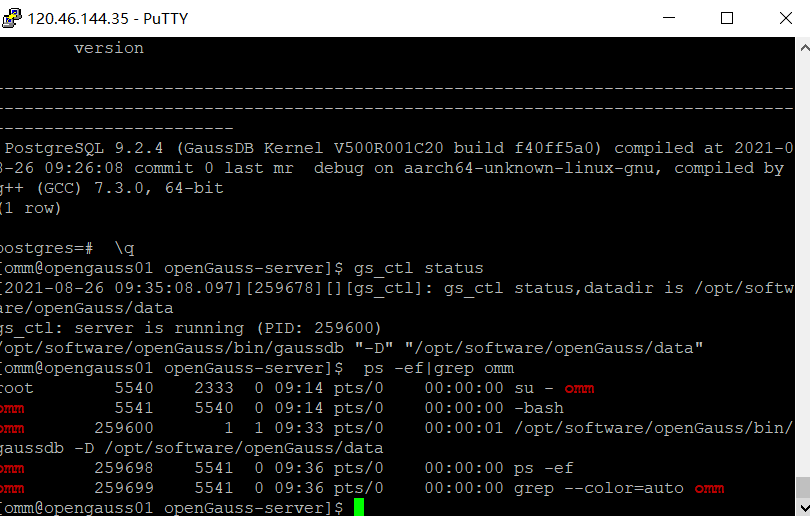 120.46.144.35 - PuTTY
version
--------------------------------------------------------------------------------
--------------------------------------------------------------------------------
------------------------
PostgreSQL 9.2.4 (GaussDB Kernel V500R001C20 build f40ff5a0) compiled at 2021-0
8-26 09:26:08 commit 0 last mr  debug on aarch64-unknown-linux-gnu, compiled by
g++ (GCC) 7.3.0, 64-bit
(1 row)
postgres=#  \q
[omm@opengauss01 openGauss-server]$ gs_ctl status
[2021-08-26 09:35:08.097][259678][][gs_ctl]: gs_ctl status,datadir is /opt/softw
are/openGauss/data
gs_ctl: server is running (PID: 259600)
/opt/software/openGauss/bin/gaussdb "-D" "/opt/software/openGauss/data"
[omm@opengauss01 openGauss-server]$  ps -ef|grep omm
root        5540    2333  0 09:14 pts/0    00:00:00 su - omm
omm         5541    5540  0 09:14 pts/0    00:00:00 -bash
omm       259600       1  1 09:33 pts/0    00:00:01 /opt/software/openGauss/bin/
gaussdb -D /opt/software/openGauss/data
omm       259698    5541  0 09:36 pts/0    00:00:00 ps -ef
omm       259699    5541  0 09:36 pts/0    00:00:00 grep --color=auto omm
[omm@opengauss01 openGauss-server]$